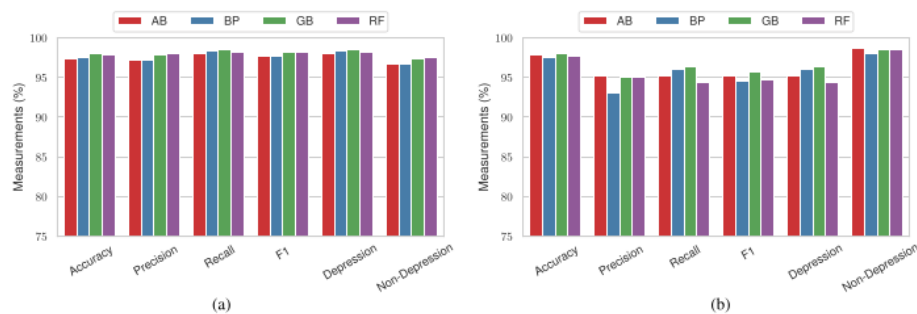 AB BP GB RF
100
95
90
85
80
75
Measurements (%)
Accuracy
Precision
Recall
F1
Depression
Non-Depression
(a)
AB BP GB RF
100
95
90
85
80
75
Measurements (%)
Accuracy
Precision
Recall
F1
Depression
Non-Depression
(b)